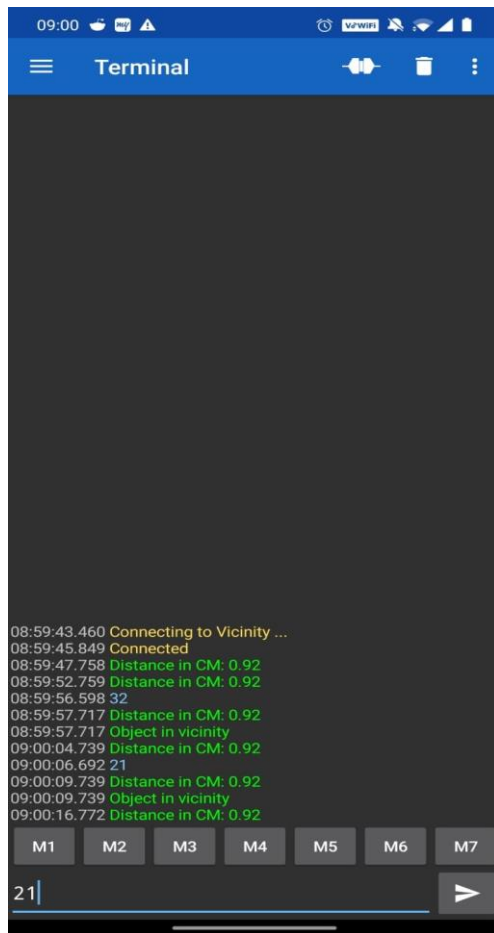 09:00
VoWiFi
Terminal
08:59:43.460 Connecting to Vicinity ...
08:59:45.849 Connected
08:59:47.758 Distance in CM: 0.92
08:59:52.759 Distance in CM: 0.92
08:59:56.598 32
08:59:57.717 Distance in CM: 0.92
08:59:57.717 Object in vicinity
09:00:04.739 Distance in CM: 0.92
09:00:06.692 21
09:00:09.739 Distance in CM: 0.92
09:00:09.739 Object in vicinity
09:00:16.772 Distance in CM: 0.92
M1 M2 M3 M4 M5 M6 M7
21